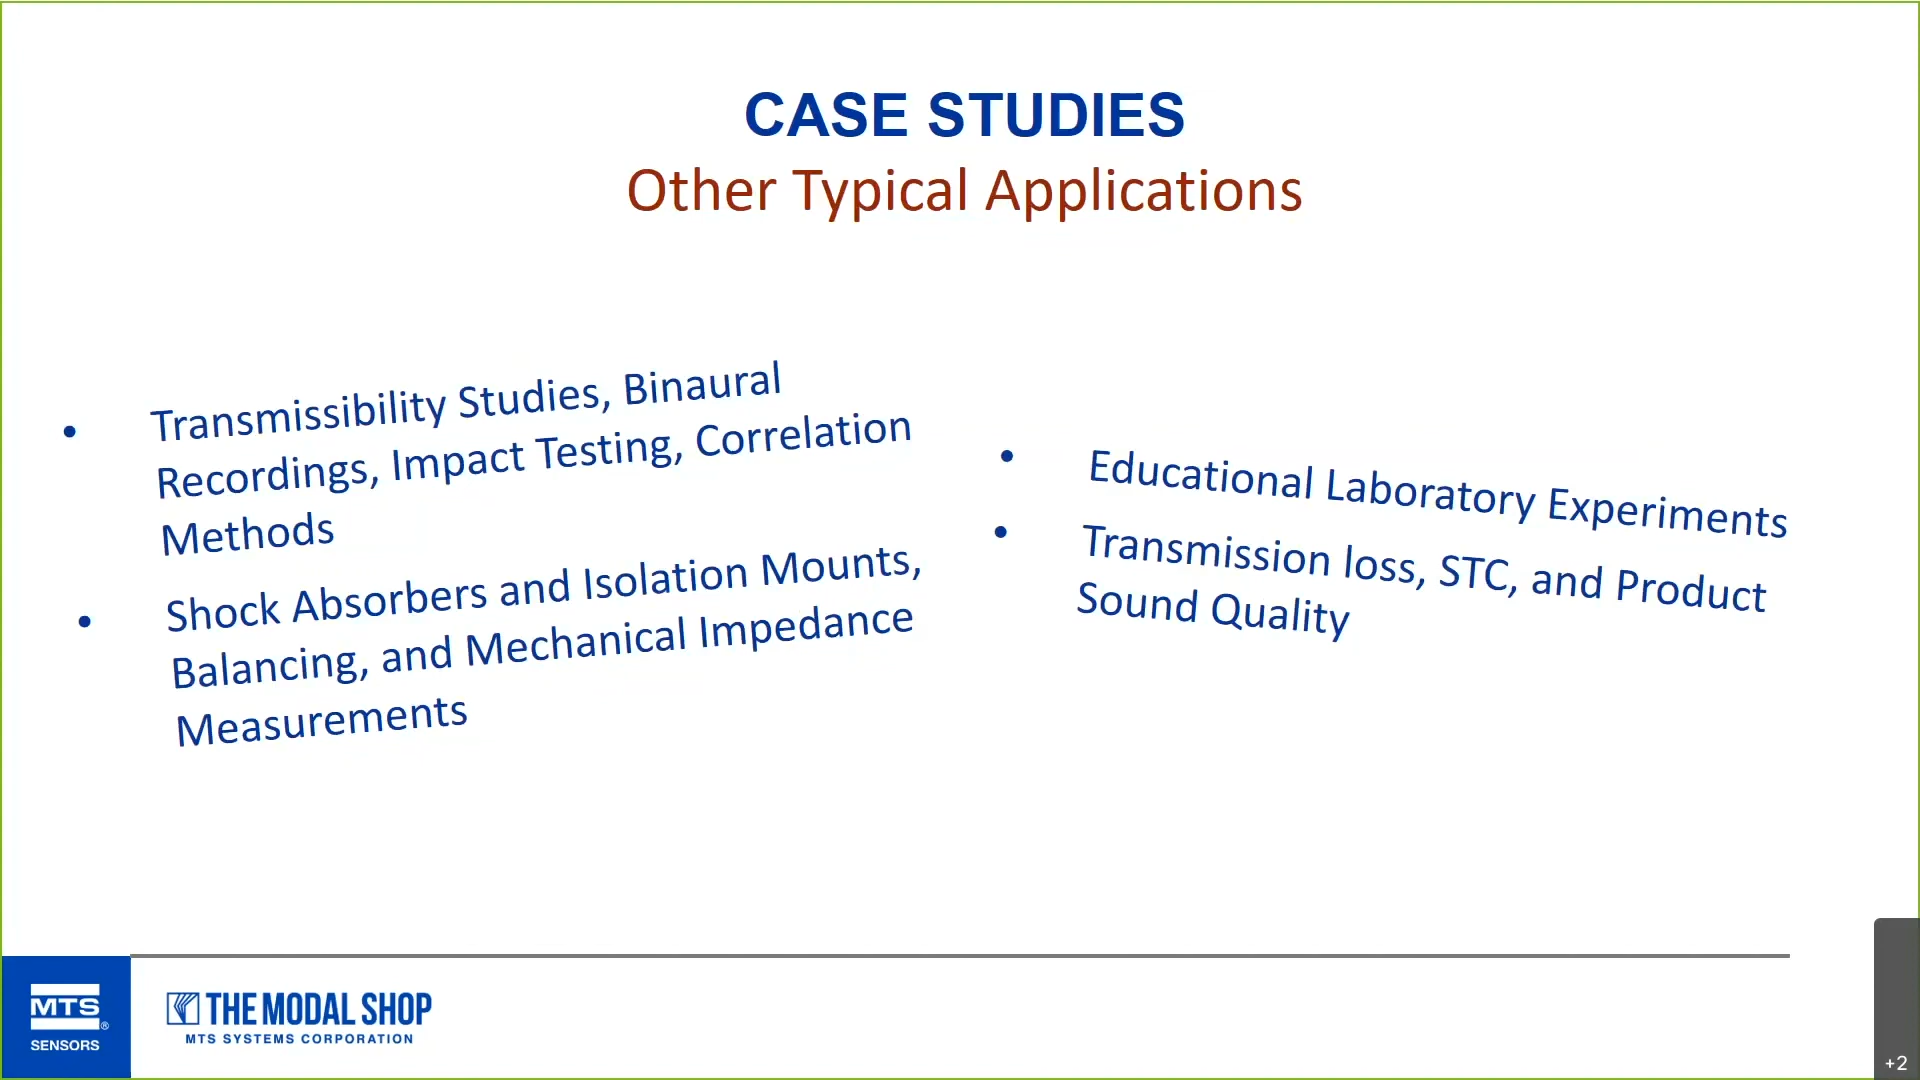 CASE STUDIES
Other Typical Applications
• Transmissibility Studies, Binaural
Recordings, Impact Testing, Correlation
Methods
• Shock Absorbers and Isolation Mounts,
Balancing, and Mechanical Impedance
Measurements
• Educational Laboratory Experiments
• Transmission loss, STC, and Product
Sound Quality
MTS®
SENSORS
THE MODAL SHOP
MTS SYSTEMS CORPORATION
+2